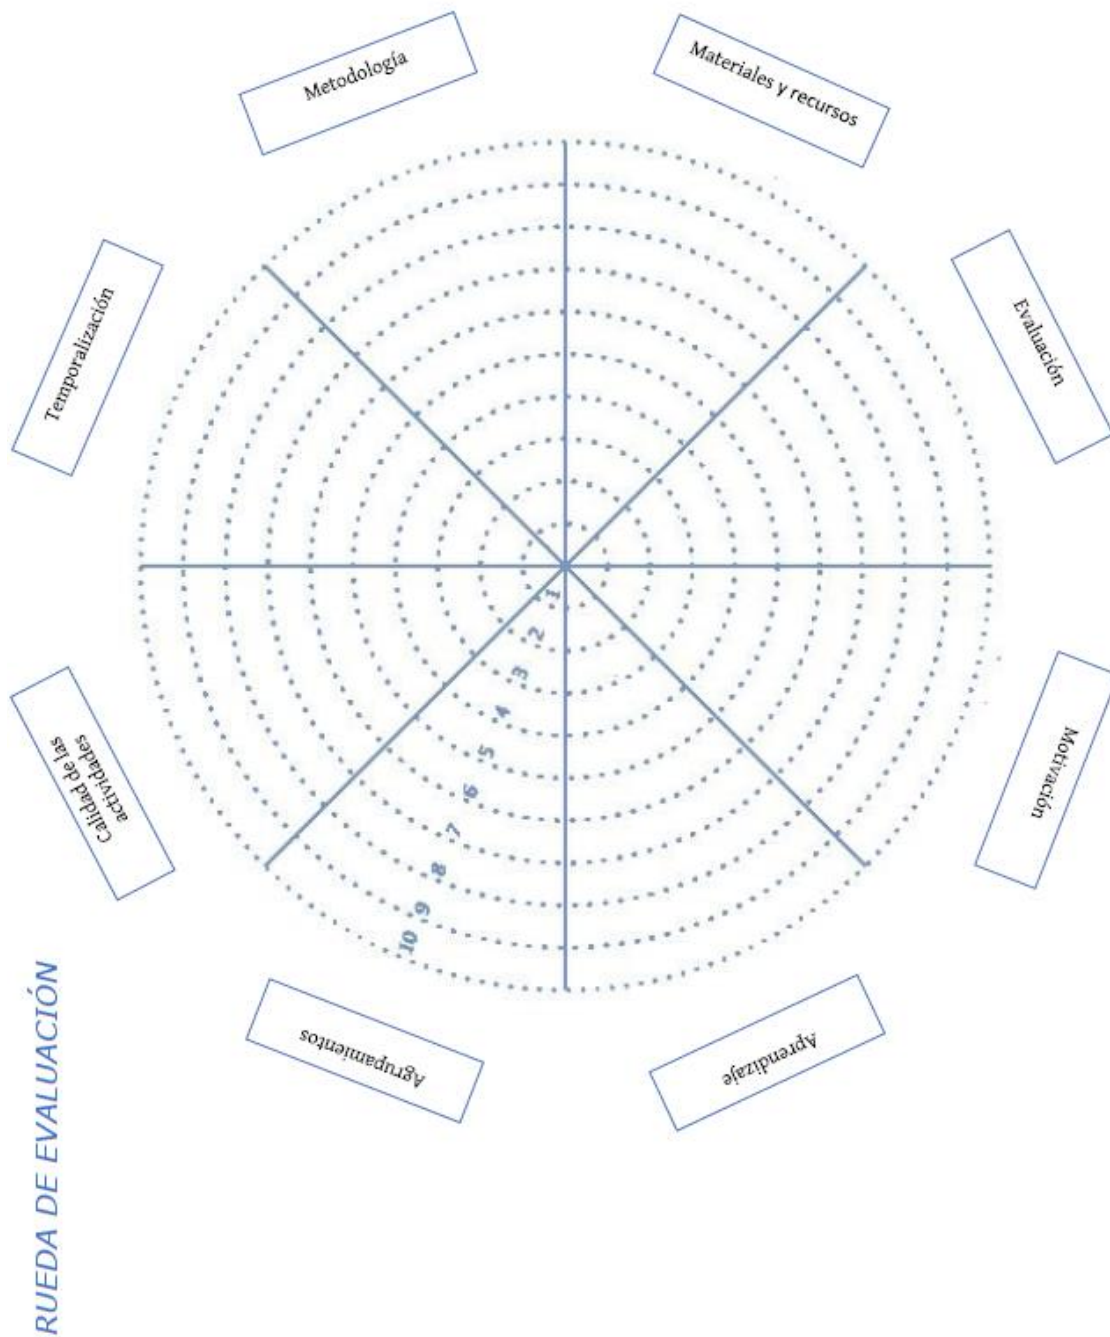 RUEDA DE EVALUACIÓN
Metodología
Materiales y recursos
Evaluación
Motivación
Aprendizaje
Agrupamientos
Calidad de las
actividades
Temporalización
1
2
3
4
5
6
7
8
9
10